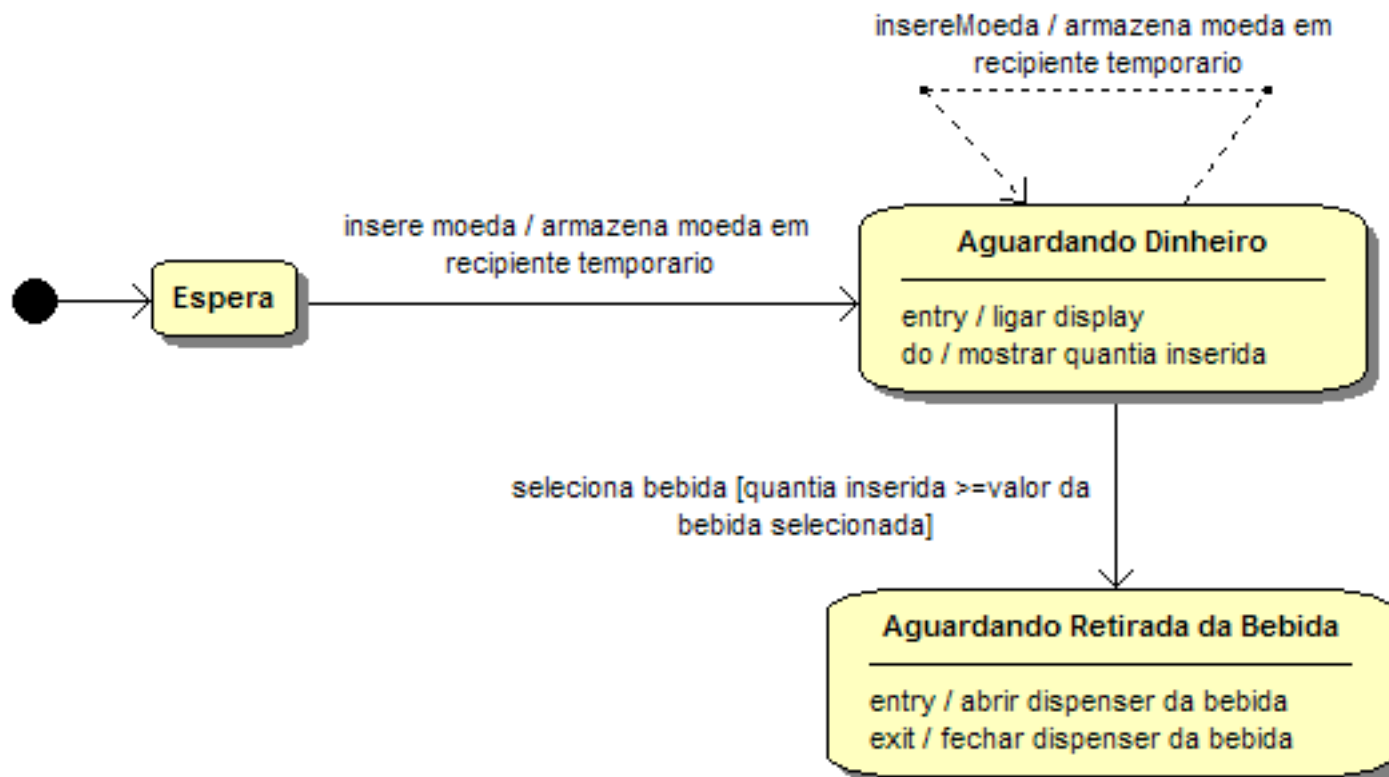 insereMoeda / armazena moeda em
recipiente temporario
insere moeda / armazena moeda em
recipiente temporario
Espera
Aguardando Dinheiro
entry / ligar display
do / mostrar quantia inserida
seleciona bebida [quantia inserida >=valor da
bebida selecionada]
Aguardando Retirada da Bebida
entry / abrir dispenser da bebida
exit / fechar dispenser da bebida